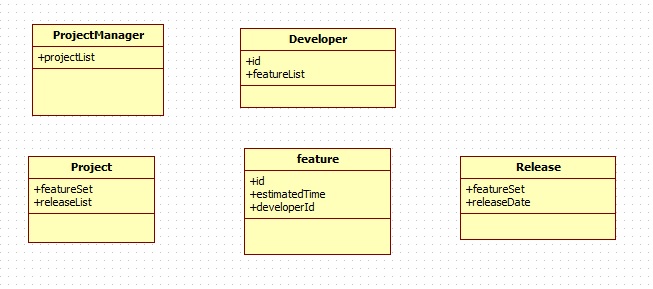 ProjectManager
+projectList
Developer
+id
+featureList
Project
+featureSet
+releaseList
feature
+id
+estimatedTime
+developerId
Release
+featureSet
+releaseDate